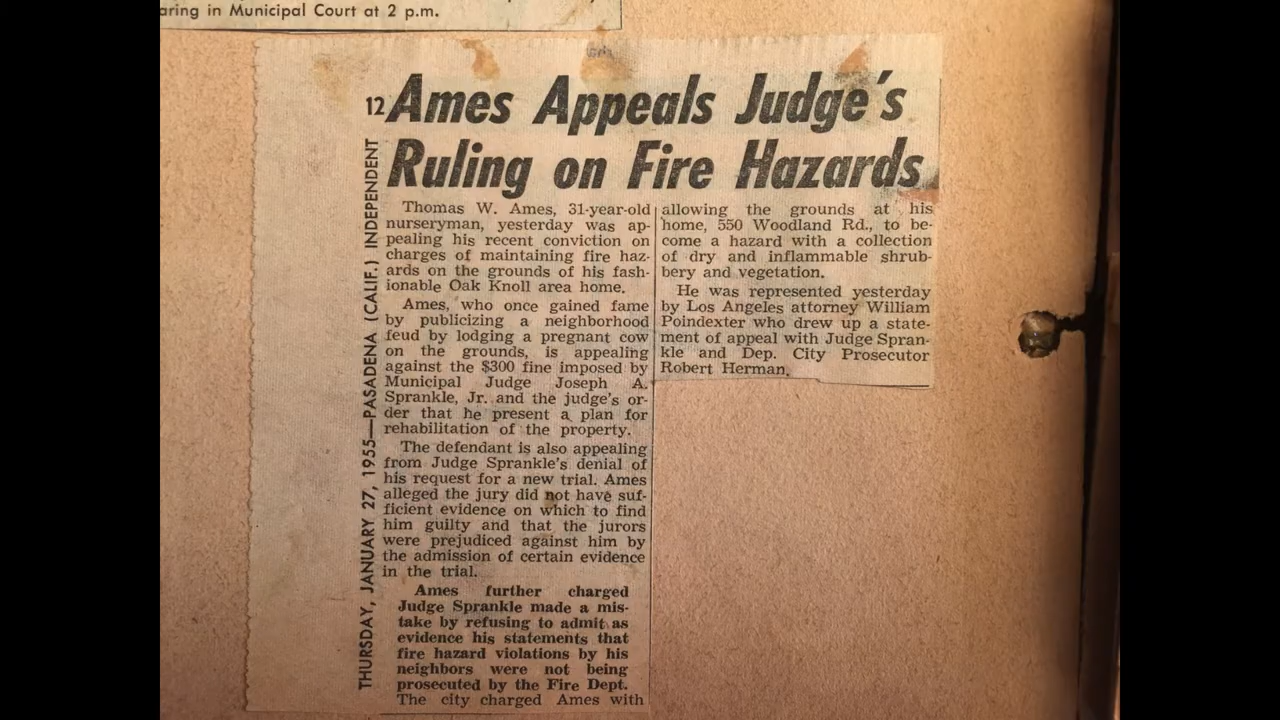 aring in Municipal Court at 2 p.m.
12
Ames Appeals Judge's
Ruling on Fire Hazards
THURSDAY, JANUARY 27, 1955—PASADENA (CALIF.) INDEPENDENT
Thomas W. Ames, 31-year-old
nurseryman, yesterday was ap-
pealing his recent conviction on
charges of maintaining fire haz-
ards on the grounds of his fash-
ionable Oak Knoll area home.
Ames, who once gained fame
by publicizing a neighborhood
feud by lodging a pregnant cow
on the grounds, is appealing
against the $300 fine imposed by
Municipal Judge Joseph A.
Sprankle, Jr. and the judge's or-
der that he present a plan for
rehabilitation of the property.
The defendant is also appealing
from Judge Sprankle's denial of
his request for a new trial. Ames
alleged the jury did not have suf-
ficient evidence on which to find
him guilty and that the jurors
were prejudiced against him by
the admission of certain evidence
in the trial.
Ames further charged
Judge Sprankle made a mis-
take by refusing to admit as
evidence his statements that
fire hazard violations by his
neighbors were not being
prosecuted by the Fire Dept.
The city charged Ames with
allowing the grounds at his
home, 550 Woodland Rd., to be-
come a hazard with a collection
of dry and inflammable shrub-
bery and vegetation.
He was represented yesterday
by Los Angeles attorney William
Poindexter who drew up a state-
ment of appeal with Judge Spran-
kle and Dep. City Prosecutor
Robert Herman.